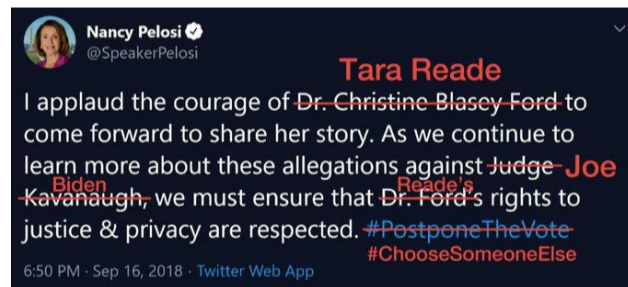 Nancy Pelosi
@SpeakerPelosi
Tara Reade
I applaud the courage of Dr. Christine Blasey Ford to
come forward to share her story. As we continue to
learn more about these allegations against Judge Joe
Biden Reade's
Kavanaugh, we must ensure that Dr. Ford's rights to
justice & privacy are respected. #PostponeTheVote
#ChooseSomeoneElse
6:50 PM · Sep 16, 2018 · Twitter Web App